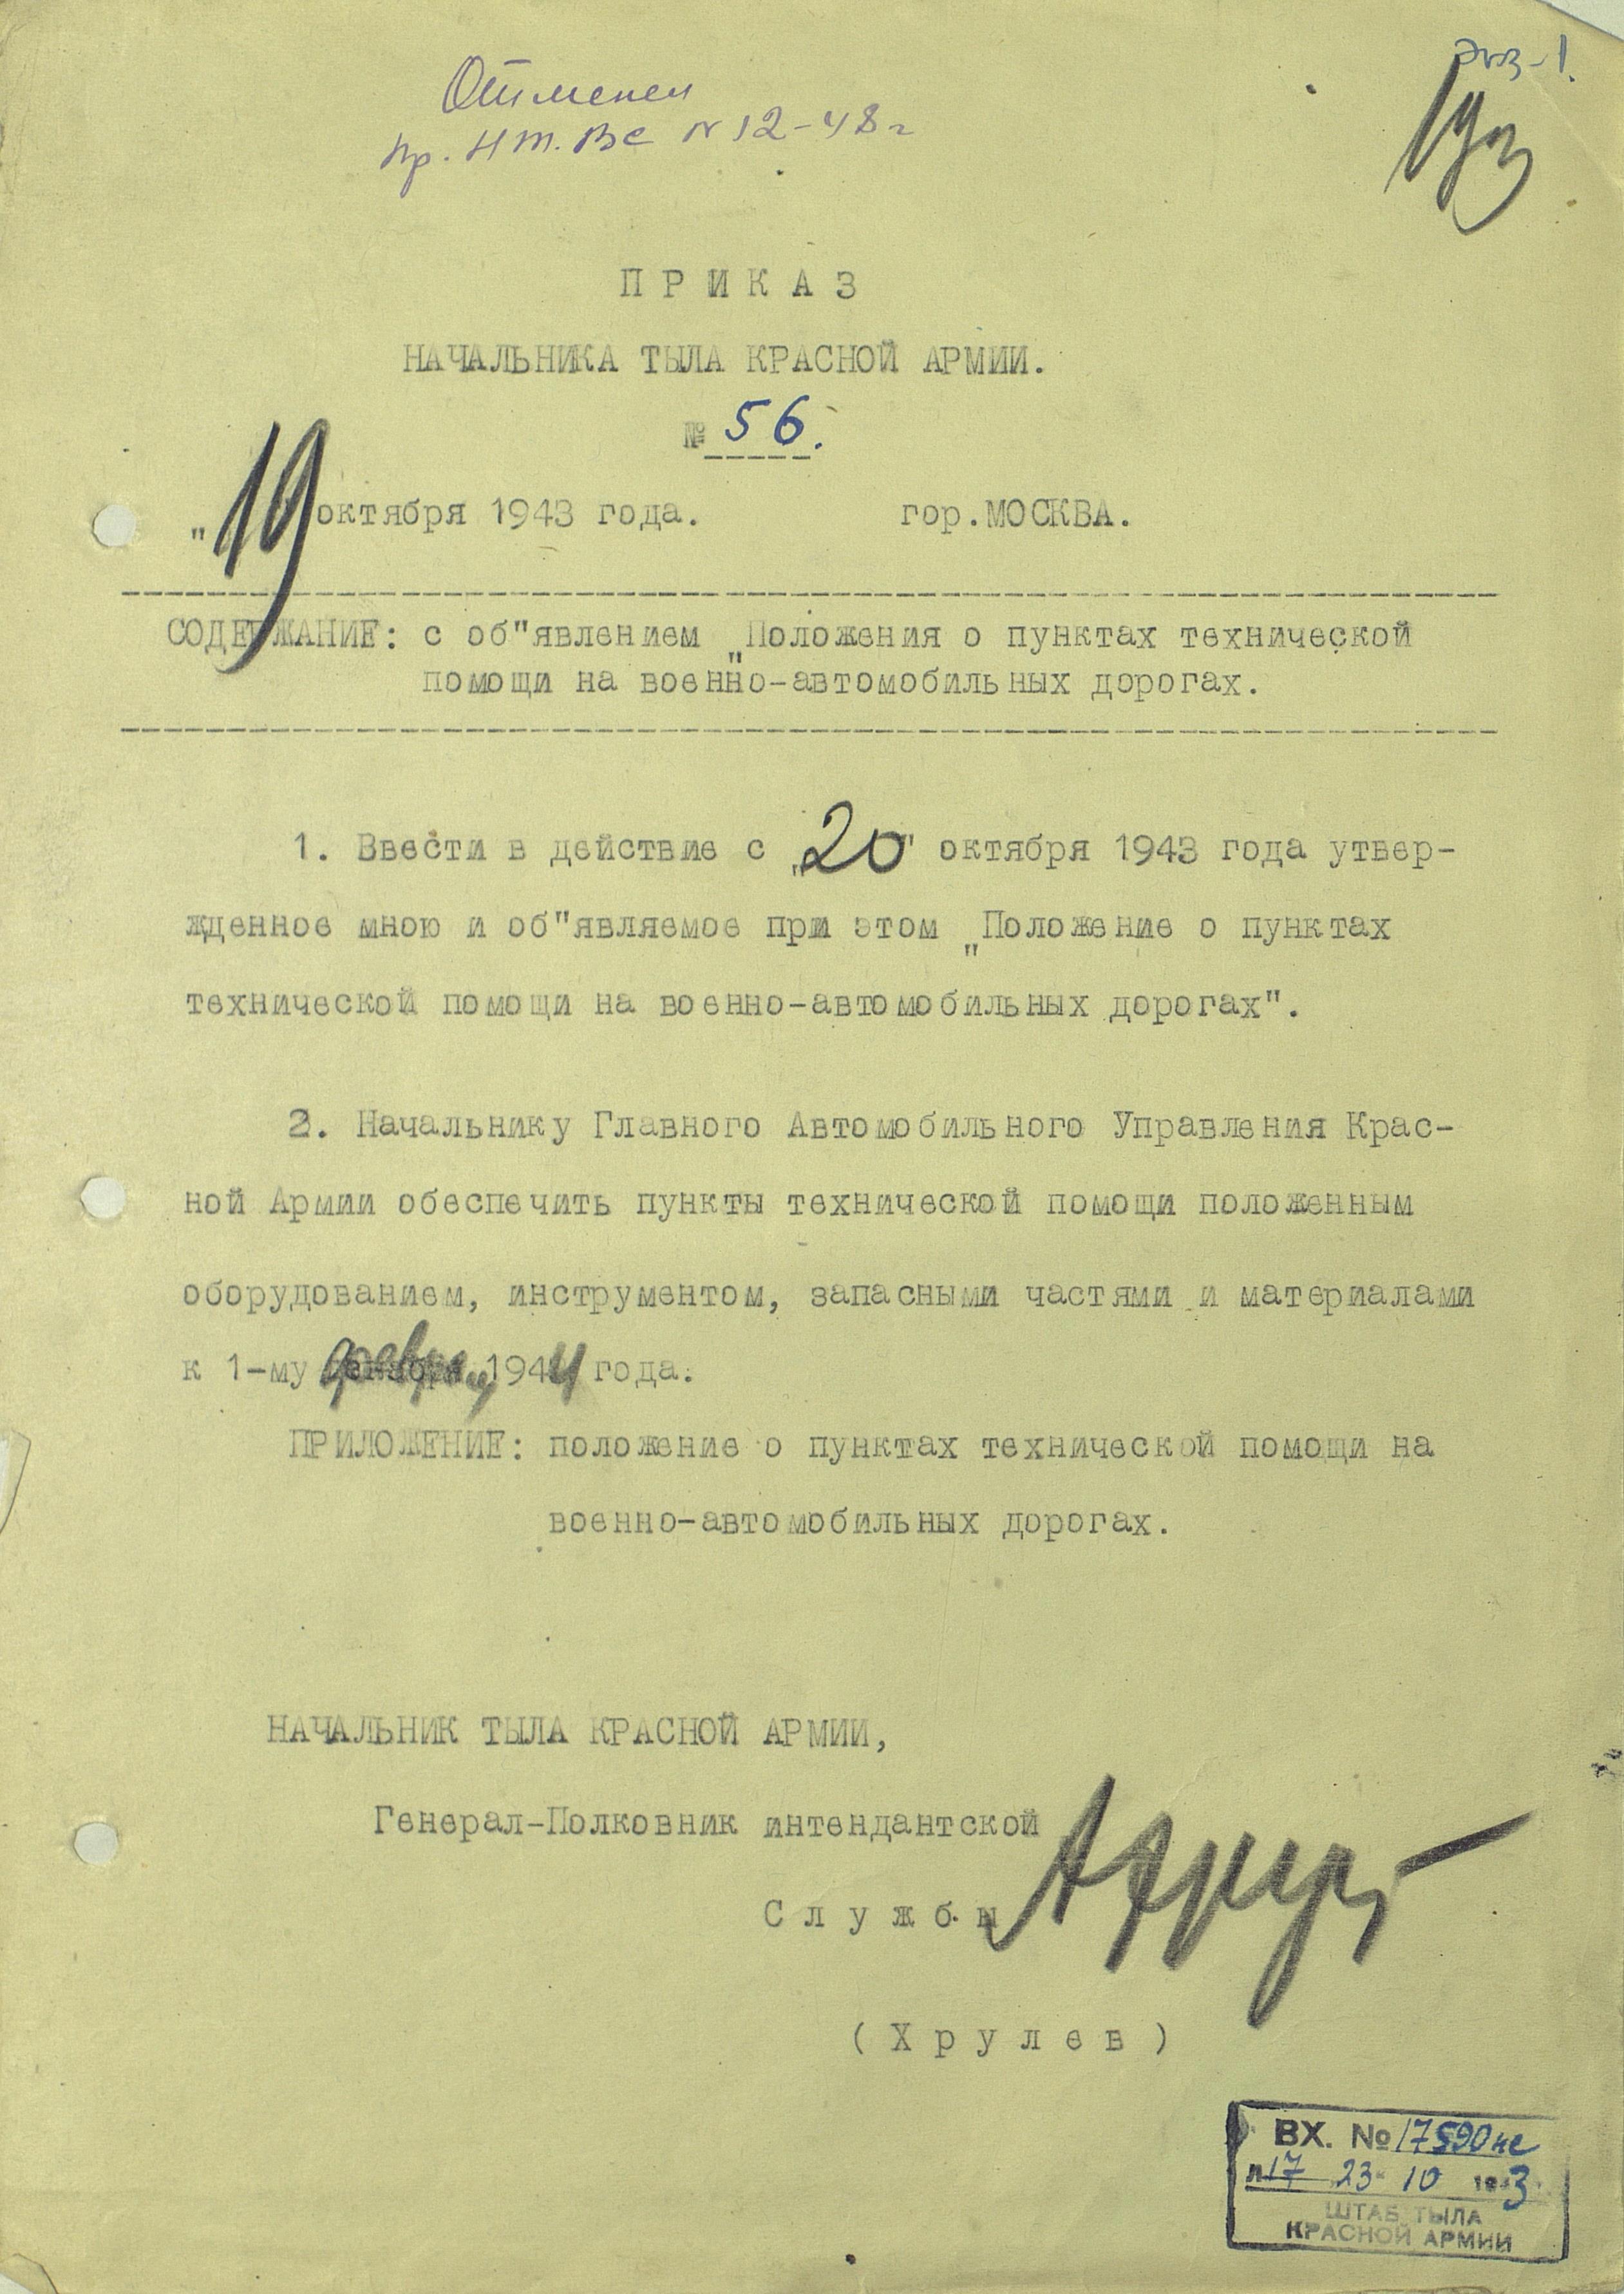 Отменен
экз-1.
пр. НТ. ВС N 12-48 г
ПРИКАЗ
НАЧАЛЬНИКА ТЫЛА КРАСНОЙ АРМИИ.
№ 56.
"19 октября 1943 года. гор.МОСКВА.
СОДЕРЖАНИЕ: с об"явлением "Положения о пунктах технической
помощи на военно-автомобильных дорогах.
1. Ввести в действие с "20" октября 1943 года утвер-
жденное мною и об"являемое при этом "Положение о пунктах
технической помощи на военно-автомобильных дорогах".
2. Начальнику Главного Автомобильного Управления Крас-
ной Армии обеспечить пункты технической помощи положенным
оборудованием, инструментом, запасными частями и материалами
к 1-му февраля 1944 года.
ПРИЛОЖЕНИЕ: положение о пунктах технической помощи на
военно-автомобильных дорогах.
НАЧАЛЬНИК ТЫЛА КРАСНОЙ АРМИИ,
Генерал-Полковник интендантской
Службы
(Хрулев)
ВХ. № 17590нс
л17 23 10 1943
ШТАБ ТЫЛА
КРАСНОЙ АРМИИ